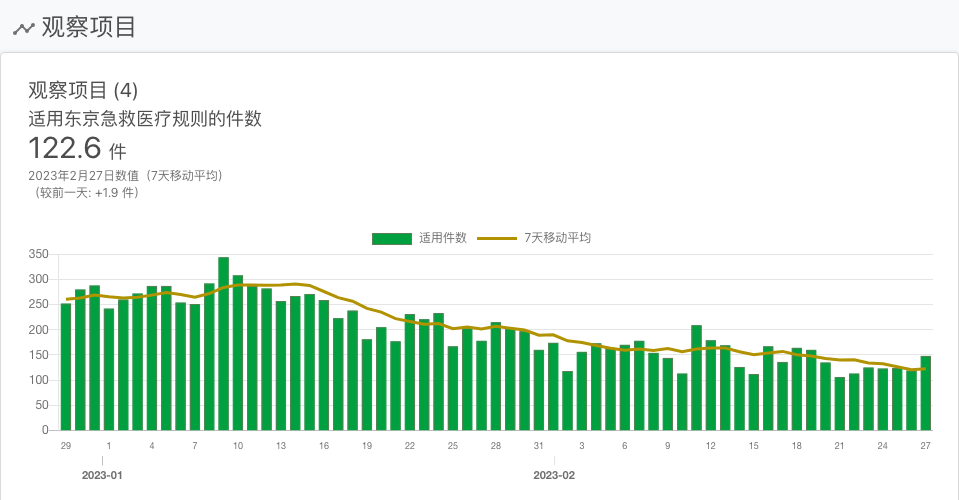 观察项目
观察项目 (4)
适用东京急救医疗规则的件数
122.6 件
2023年2月27日数值（7天移动平均）
（较前一天: +1.9 件）
适用件数 7天移动平均
350
300
250
200
150
100
50
0
29 1 4 7 10 13 16 19 22 25 28 31 3 6 9 12 15 18 21 24 27
2023-01 2023-02